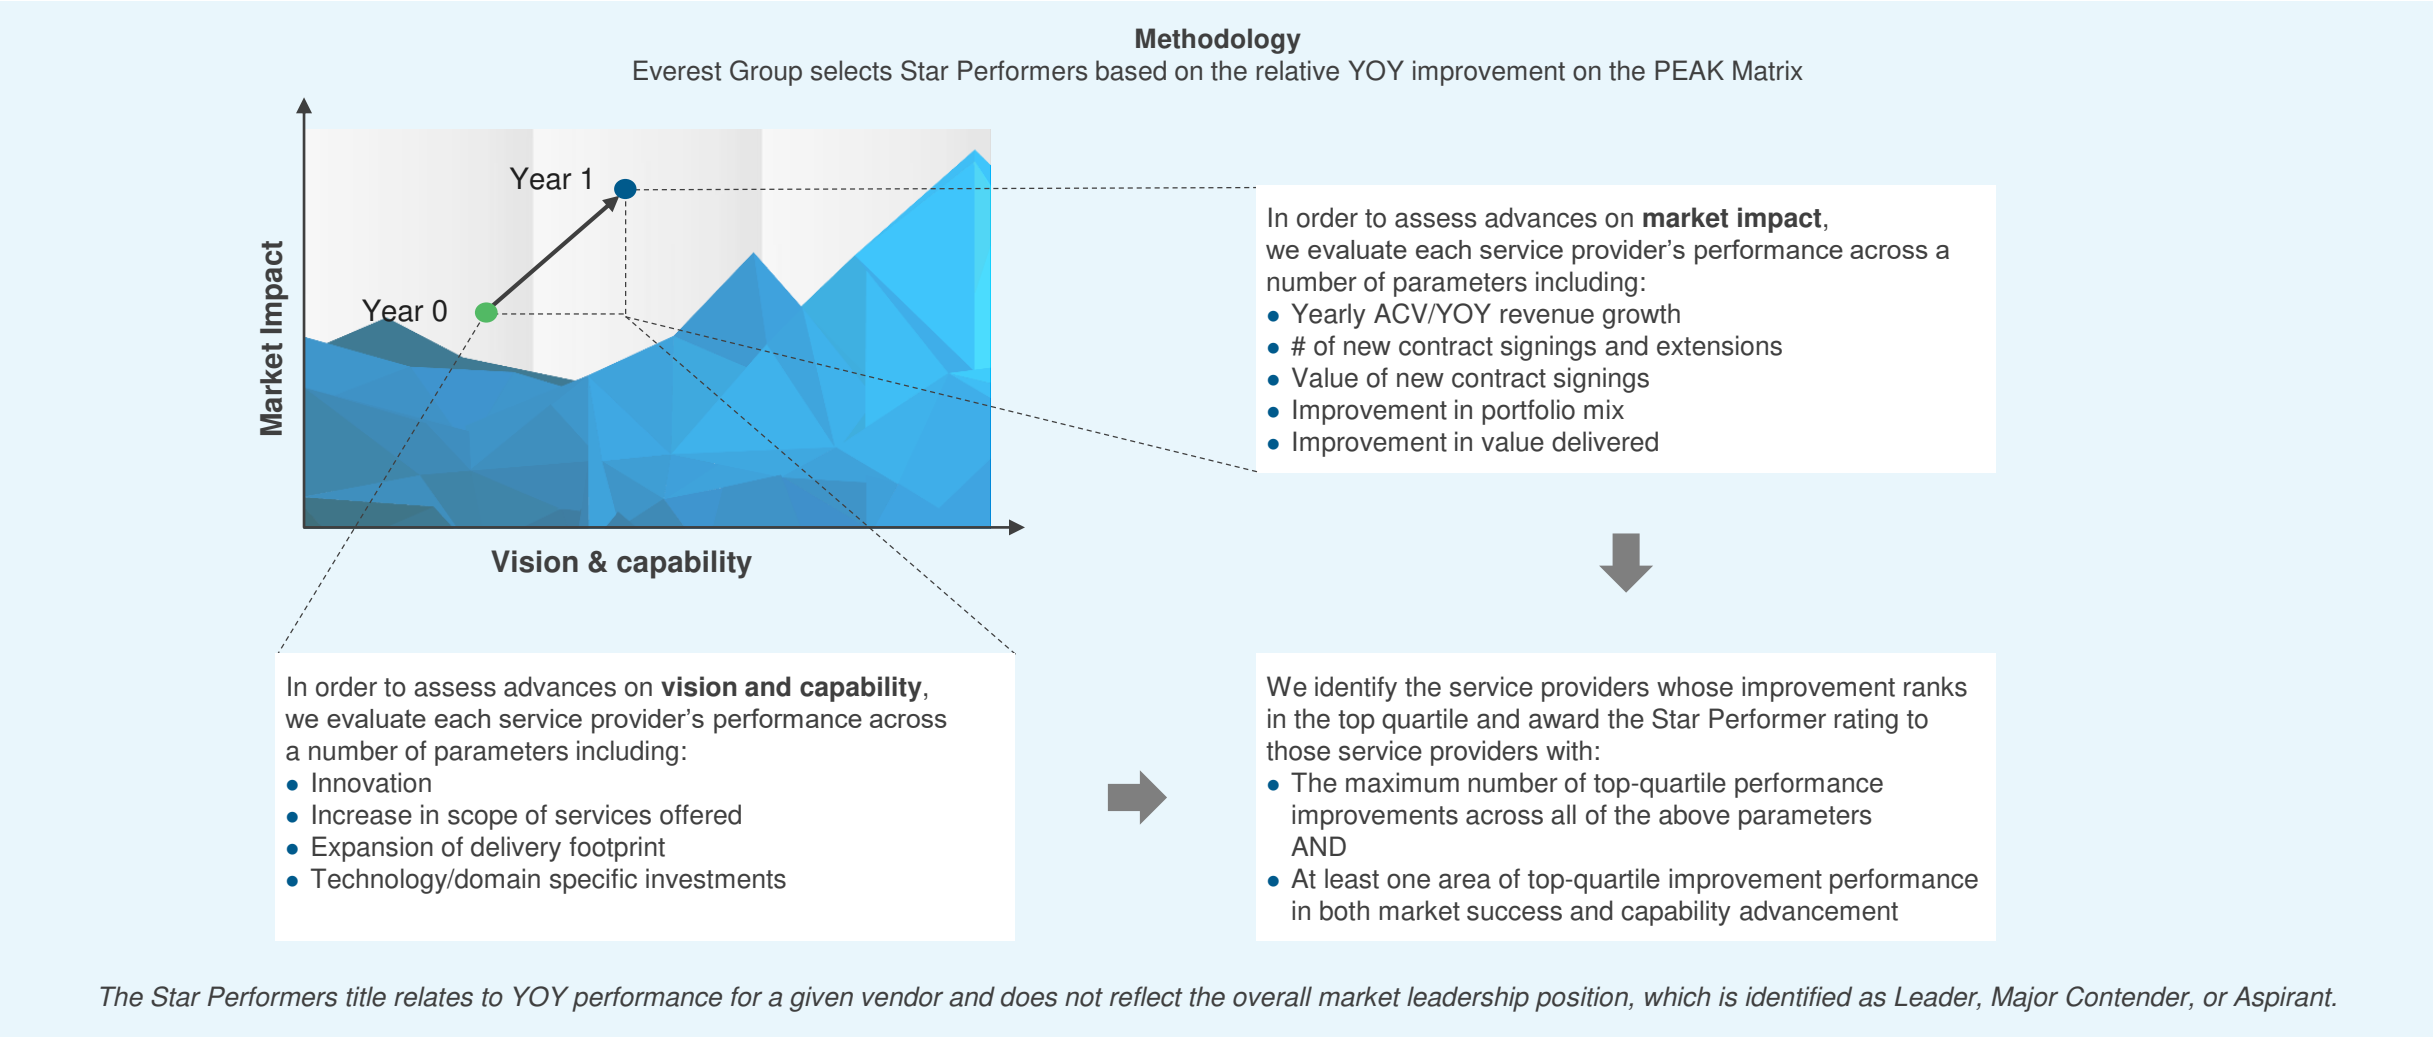 Methodology
Everest Group selects Star Performers based on the relative YOY improvement on the PEAK Matrix
Year 1
Year 0
Market Impact
Vision & capability
In order to assess advances on market impact,
we evaluate each service provider’s performance across a
number of parameters including:
● Yearly ACV/YOY revenue growth
● # of new contract signings and extensions
● Value of new contract signings
● Improvement in portfolio mix
● Improvement in value delivered
In order to assess advances on vision and capability,
we evaluate each service provider’s performance across
a number of parameters including:
● Innovation
● Increase in scope of services offered
● Expansion of delivery footprint
● Technology/domain specific investments
We identify the service providers whose improvement ranks
in the top quartile and award the Star Performer rating to
those service providers with:
● The maximum number of top-quartile performance
improvements across all of the above parameters
AND
● At least one area of top-quartile improvement performance
in both market success and capability advancement
The Star Performers title relates to YOY performance for a given vendor and does not reflect the overall market leadership position, which is identified as Leader, Major Contender, or Aspirant.